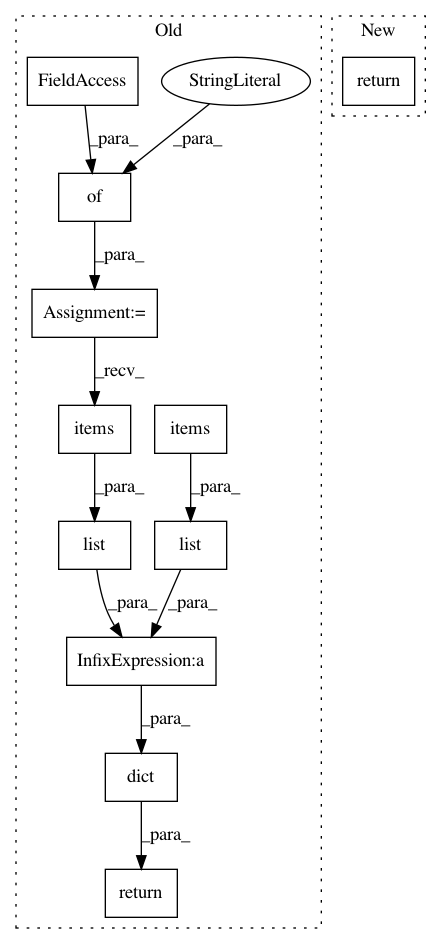 Old
New
FieldAccess
StringLiteral
return
_para_
_para_
of
_para_
Assignment:=
_recv_
items
items
_para_
_para_
list
list
_para_
_para_
InfixExpression:a
_para_
dict
_para_
return